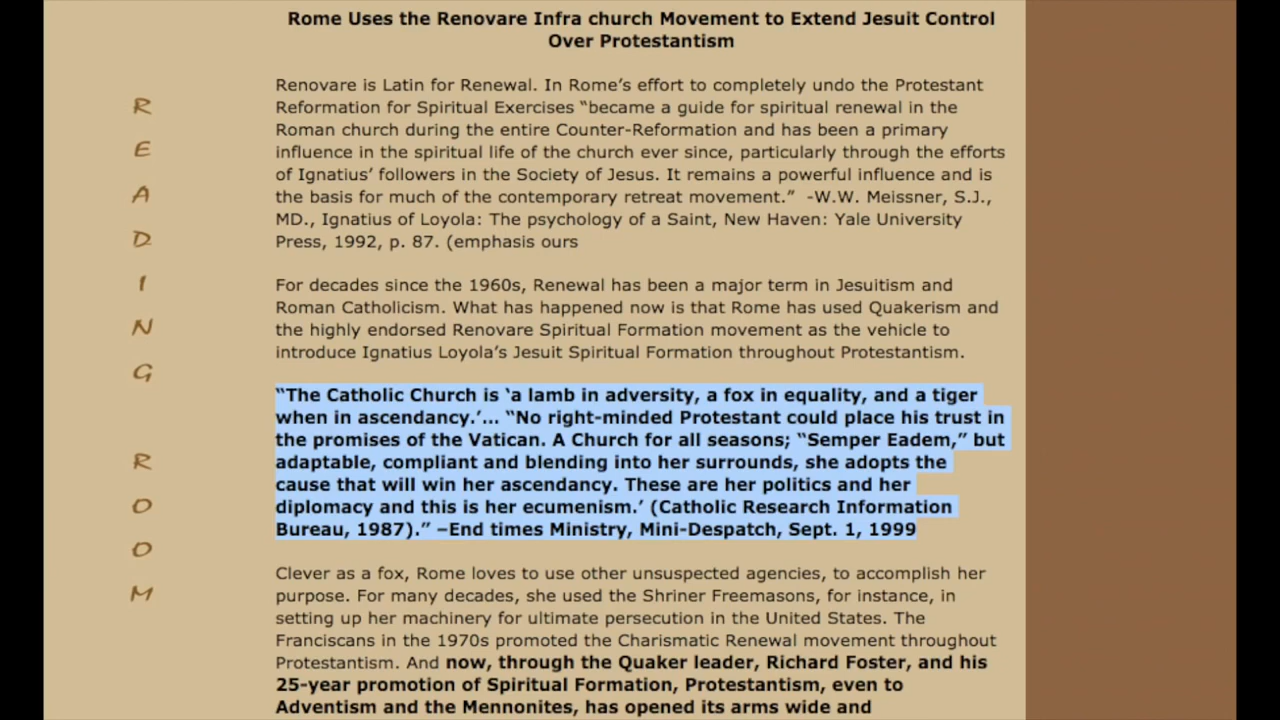 Rome Uses the Renovare Infra church Movement to Extend Jesuit Control
Over Protestantism
Renovare is Latin for Renewal. In Rome’s effort to completely undo the Protestant
Reformation for Spiritual Exercises “became a guide for spiritual renewal in the
Roman church during the entire Counter-Reformation and has been a primary
influence in the spiritual life of the church ever since, particularly through the efforts
of Ignatius’ followers in the Society of Jesus. It remains a powerful influence and is
the basis for much of the contemporary retreat movement.”  -W.W. Meissner, S.J.,
MD., Ignatius of Loyola: The psychology of a Saint, New Haven: Yale University
Press, 1992, p. 87. (emphasis ours
For decades since the 1960s, Renewal has been a major term in Jesuitism and
Roman Catholicism. What has happened now is that Rome has used Quakerism and
the highly endorsed Renovare Spiritual Formation movement as the vehicle to
introduce Ignatius Loyola’s Jesuit Spiritual Formation throughout Protestantism.
“The Catholic Church is ‘a lamb in adversity, a fox in equality, and a tiger
when in ascendancy.’... “No right-minded Protestant could place his trust in
the promises of the Vatican. A Church for all seasons; “Semper Eadem,” but
adaptable, compliant and blending into her surrounds, she adopts the
cause that will win her ascendancy. These are her politics and her
diplomacy and this is her ecumenism.’ (Catholic Research Information
Bureau, 1987).” –End times Ministry, Mini-Despatch, Sept. 1, 1999
Clever as a fox, Rome loves to use other unsuspected agencies, to accomplish her
purpose. For many decades, she used the Shriner Freemasons, for instance, in
setting up her machinery for ultimate persecution in the United States. The
Franciscans in the 1970s promoted the Charismatic Renewal movement throughout
Protestantism. And now, through the Quaker leader, Richard Foster, and his
25-year promotion of Spiritual Formation, Protestantism, even to
Adventism and the Mennonites, has opened its arms wide and
READING ROOM